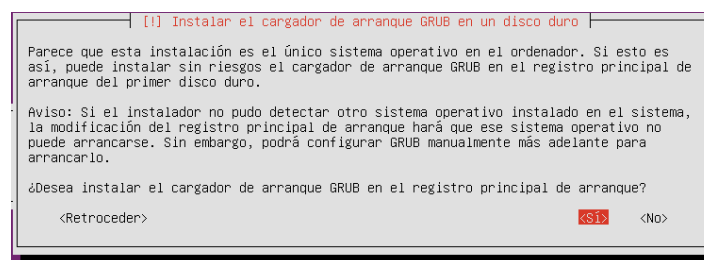 [!] Instalar el cargador de arranque GRUB en un disco duro
Parece que esta instalación es el único sistema operativo en el ordenador. Si esto es
así, puede instalar sin riesgos el cargador de arranque GRUB en el registro principal de
arranque del primer disco duro.
Aviso: Si el instalador no pudo detectar otro sistema operativo instalado en el sistema,
la modificación del registro principal de arranque hará que ese sistema operativo no
puede arrancarse. Sin embargo, podrá configurar GRUB manualmente más adelante para
arrancarlo.
¿Desea instalar el cargador de arranque GRUB en el registro principal de arranque?
<Retroceder> <Sí> <No>